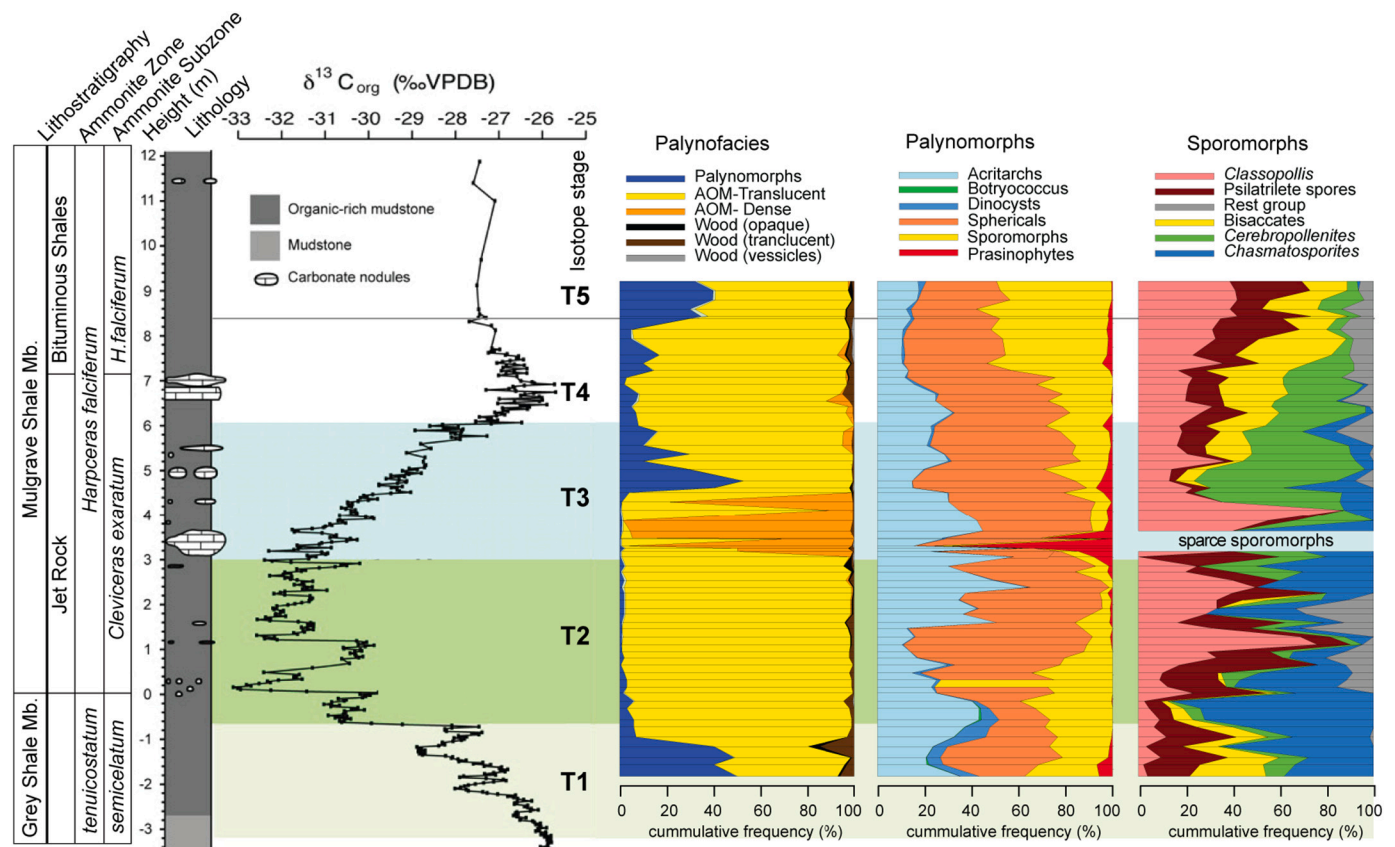 Lithostratigraphy
Ammonite Zone
Ammonite Subzone
Height (m)
Lithology
δ13 Corg (‰VPDB)
-33 -32 -31 -30 -29 -28 -27 -26 -25
Isotope stage
Mulgrave Shale Mb.
Grey Shale Mb.
Bituminous Shales
Jet Rock
Harpceras falciferum
tenuicostatum
H.falciferum
Cleviceras exaratum
semicelatum
12
11
10
9
8
7
6
5
4
3
2
1
0
-1
-2
-3
Organic-rich mudstone
Mudstone
Carbonate nodules
T5
T4
T3
T2
T1
Palynofacies
Palynomorphs
AOM-Translucent
AOM- Dense
Wood (opaque)
Wood (tranclucent)
Wood (vessicles)
0 20 40 60 80 100
cummulative frequency (%)
Palynomorphs
Acritarchs
Botryococcus
Dinocysts
Sphericals
Sporomorphs
Prasinophytes
0 20 40 60 80 100
cummulative frequency (%)
Sporomorphs
Classopollis
Psilatrilete spores
Rest group
Bisaccates
Cerebropollenites
Chasmatosporites
sparce sporomorphs
0 20 40 60 80 100
cummulative frequency (%)